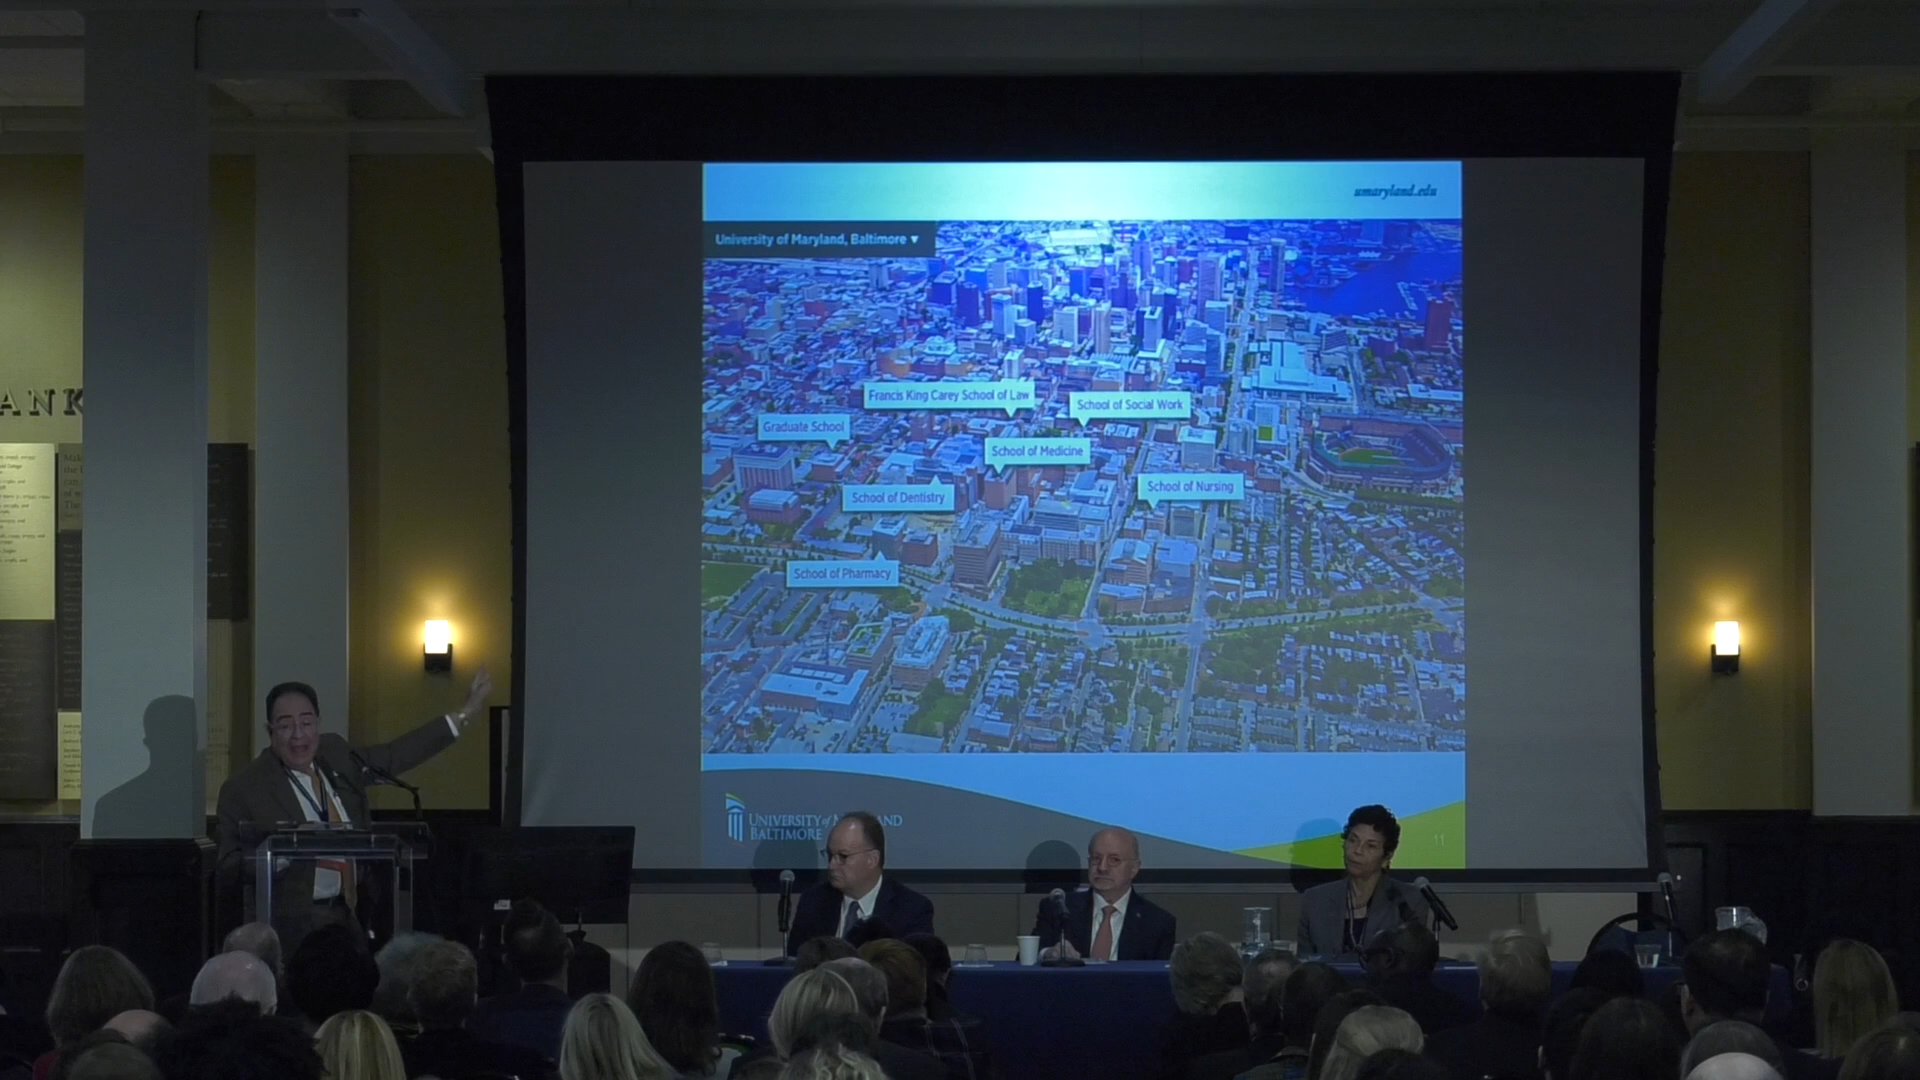 umaryland.edu
University of Maryland, Baltimore ▾
Francis King Carey School of Law
School of Social Work
Graduate School
School of Medicine
School of Nursing
School of Dentistry
School of Pharmacy
ANK
UNIVERSITY of MARYLAND
BALTIMORE
11